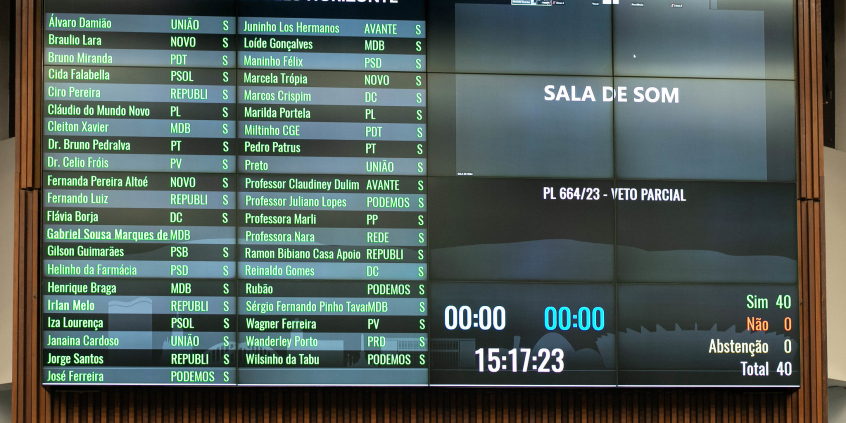 HORIZONTE
Álvaro Damião UNIÃO S
Braulio Lara NOVO S
Bruno Miranda PDT S
Cida Falabella PSOL S
Ciro Pereira REPUBLI S
Cláudio do Mundo Novo PL S
Cleiton Xavier MDB S
Dr. Bruno Pedralva PT S
Dr. Celio Fróis PV S
Fernanda Pereira Altoé NOVO S
Fernando Luiz REPUBLI S
Flávia Borja DC S
Gabriel Sousa Marques de MDB
Gilson Guimarães PSB S
Helinho da Farmácia PSD S
Henrique Braga MDB S
Irlan Melo REPUBLI S
Iza Lourença PSOL S
Janaina Cardoso UNIÃO S
Jorge Santos REPUBLI S
José Ferreira PODEMOS S
Juninho Los Hermanos AVANTE S
Loíde Gonçalves MDB S
Maninho Félix PSD S
Marcela Trópia NOVO S
Marcos Crispim DC S
Marilda Portela PL S
Miltinho CGE PDT S
Pedro Patrus PT S
Preto UNIÃO S
Professor Claudiney Dulim AVANTE S
Professor Juliano Lopes PODEMOS S
Professora Marli PP S
Professora Nara REDE S
Ramon Bibiano Casa Apoio REPUBLI S
Reinaldo Gomes DC S
Rubão PODEMOS S
Sérgio Fernando Pinho Tavar MDB S
Wagner Ferreira PV S
Wanderley Porto PRD S
Wilsinho da Tabu PODEMOS S
SALA DE SOM
PL 664/23 - VETO PARCIAL
00:00 00:00
15:17:23
Sim 40
Não 0
Abstenção 0
Total 40